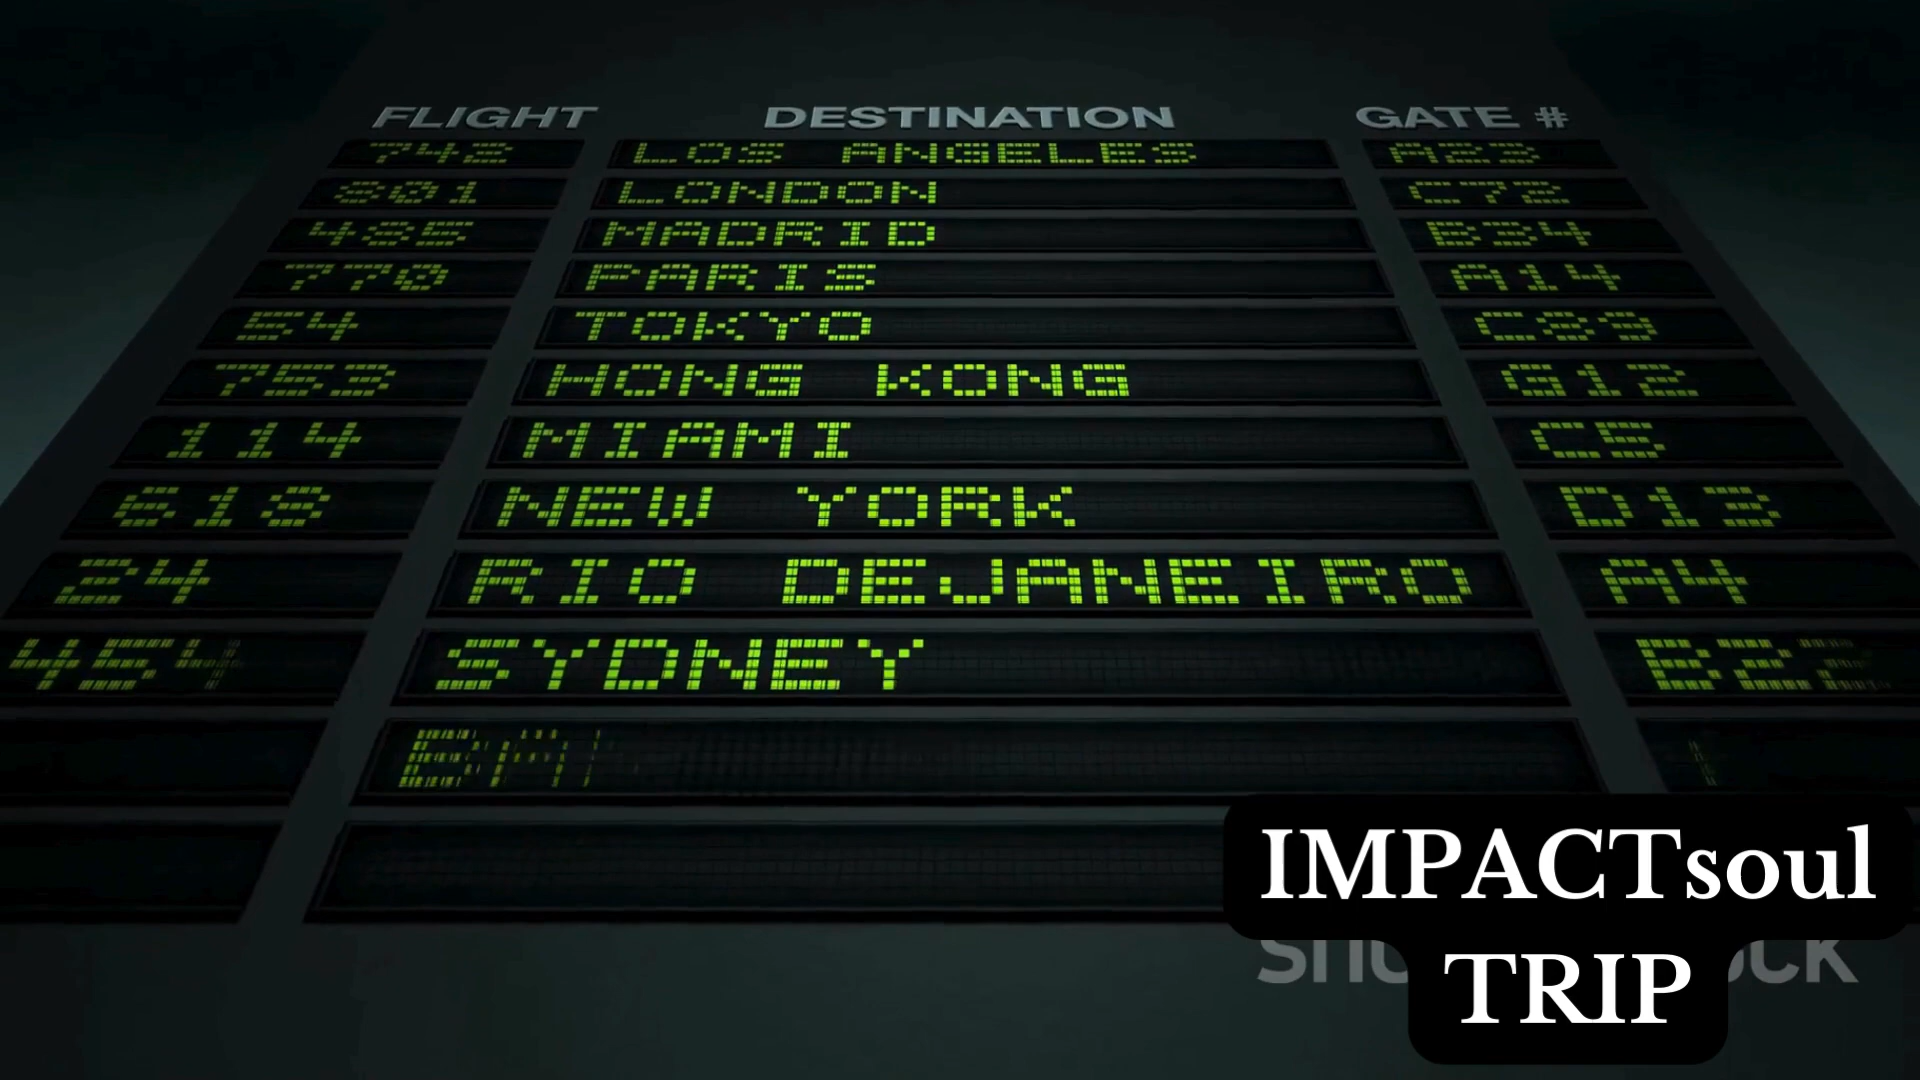 FLIGHT DESTINATION GATE #
742 LOS ANGELES A23
801 LONDON C72
485 MADRID B34
770 PARIS A14
54 TOKYO C89
753 HONG KONG G12
114 MIAMI C5
618 NEW YORK D13
24 RIO DEJANEIRO A4
454 SYDNEY B22
IMPACTsoul
TRIP